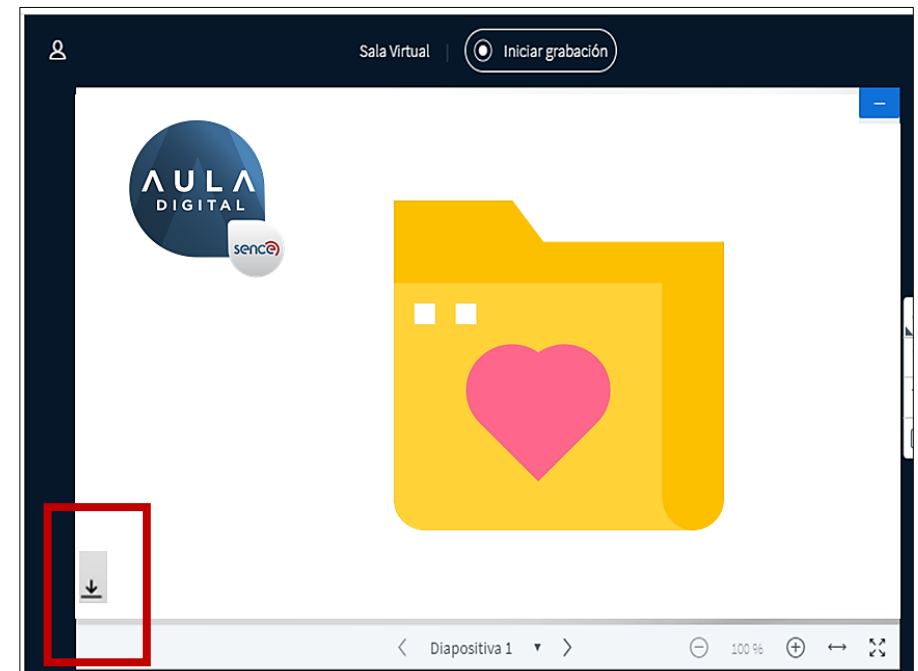 Sala Virtual
Iniciar grabación
AULA
DIGITAL
sence
Diapositiva 1
100 %